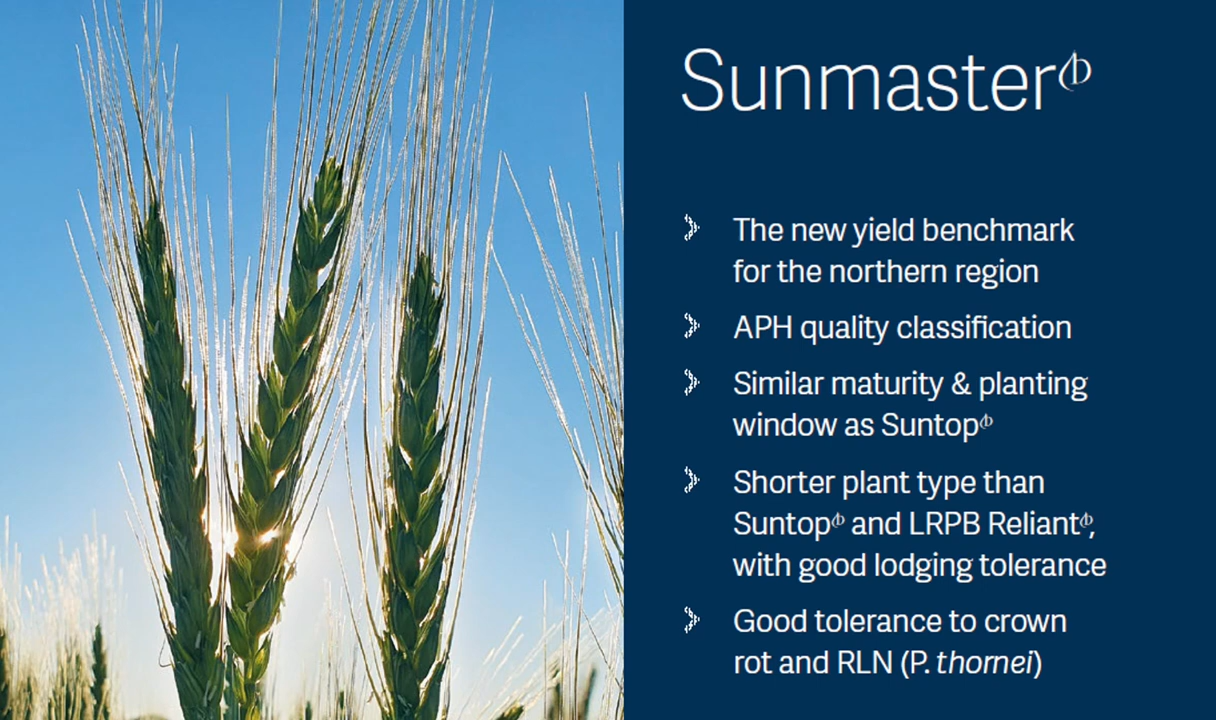 Sunmaster
The new yield benchmark
for the northern region
APH quality classification
Similar maturity & planting
window as Suntop
Shorter plant type than
Suntop and LRPB Reliant,
with good lodging tolerance
Good tolerance to crown
rot and RLN (P. thornei)